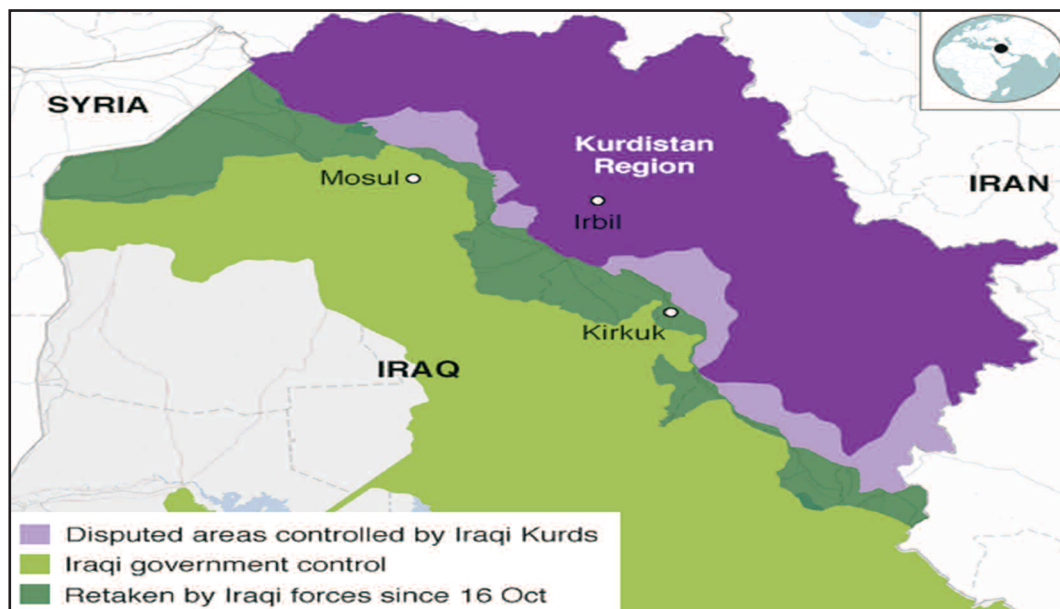 SYRIA
Kurdistan
Region
Mosul
IRAN
Irbil
Kirkuk
IRAQ
Disputed areas controlled by Iraqi Kurds
Iraqi government control
Retaken by Iraqi forces since 16 Oct